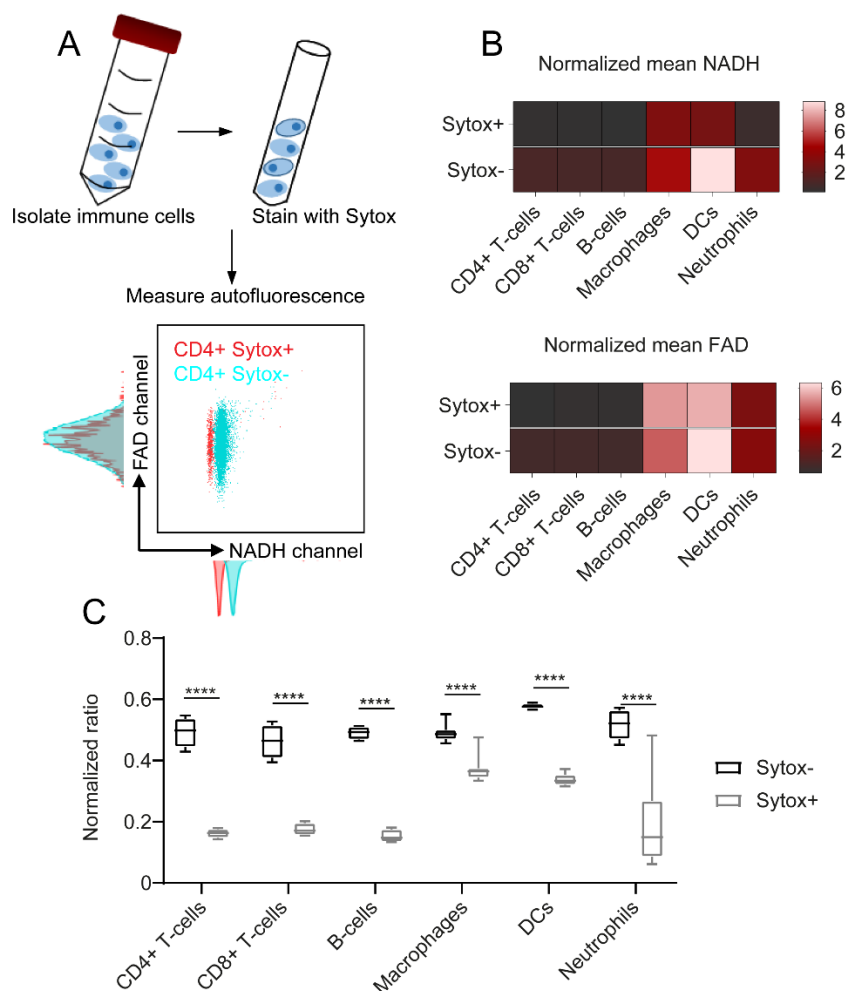 A
Isolate immune cells
Stain with Sytox
Measure autofluorescence
CD4+ Sytox+
CD4+ Sytox-
FAD channel
NADH channel
B
Normalized mean NADH
Sytox+
Sytox-
8
6
4
2
CD4+ T-cells
CD8+ T-cells
B-cells
Macrophages
DCs
Neutrophils
Normalized mean FAD
Sytox+
Sytox-
6
4
2
CD4+ T-cells
CD8+ T-cells
B-cells
Macrophages
DCs
Neutrophils
C
Normalized ratio
0.8
0.6
0.4
0.2
0
****
****
****
****
****
****
CD4+ T-cells
CD8+ T-cells
B-cells
Macrophages
DCs
Neutrophils
Sytox-
Sytox+